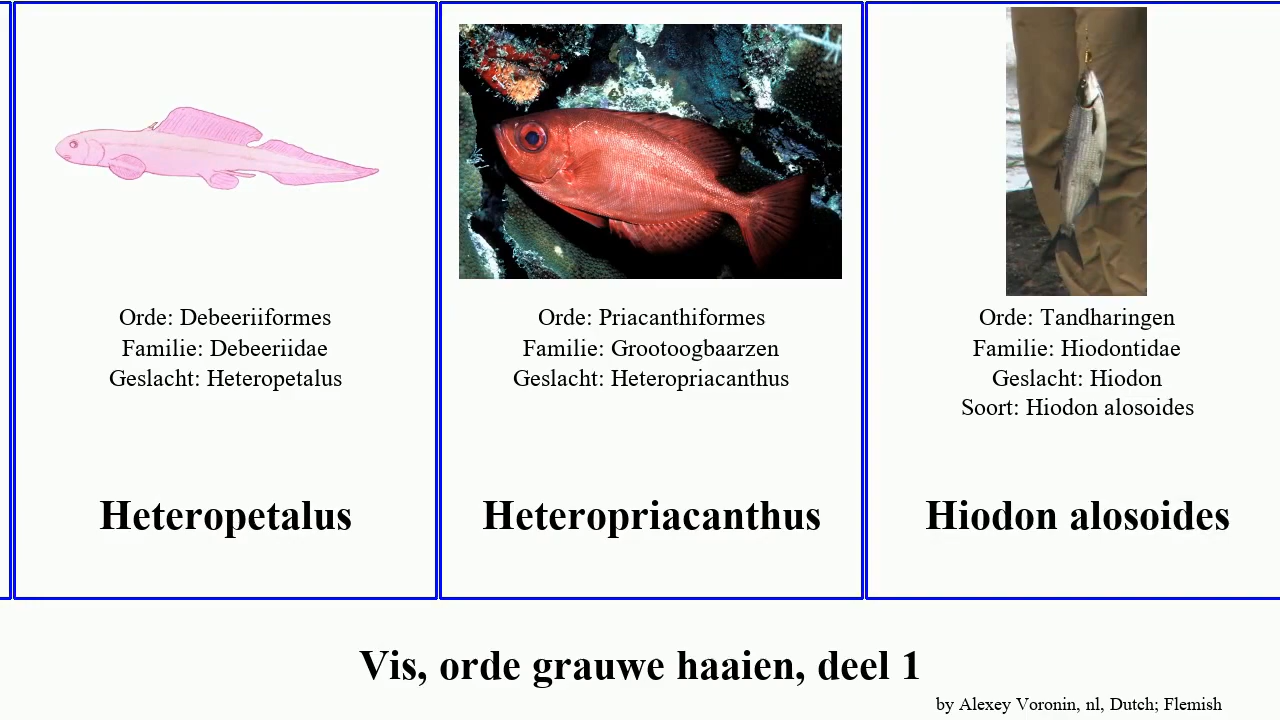 Orde: Debeeriiformes
Familie: Debeeriidae
Geslacht: Heteropetalus
Heteropetalus
Orde: Priacanthiformes
Familie: Grootoogbaarzen
Geslacht: Heteropriacanthus
Heteropriacanthus
Orde: Tandharingen
Familie: Hiodontidae
Geslacht: Hiodon
Soort: Hiodon alosoides
Hiodon alosoides
Vis, orde grauwe haaien, deel 1
by Alexey Voronin, nl, Dutch; Flemish